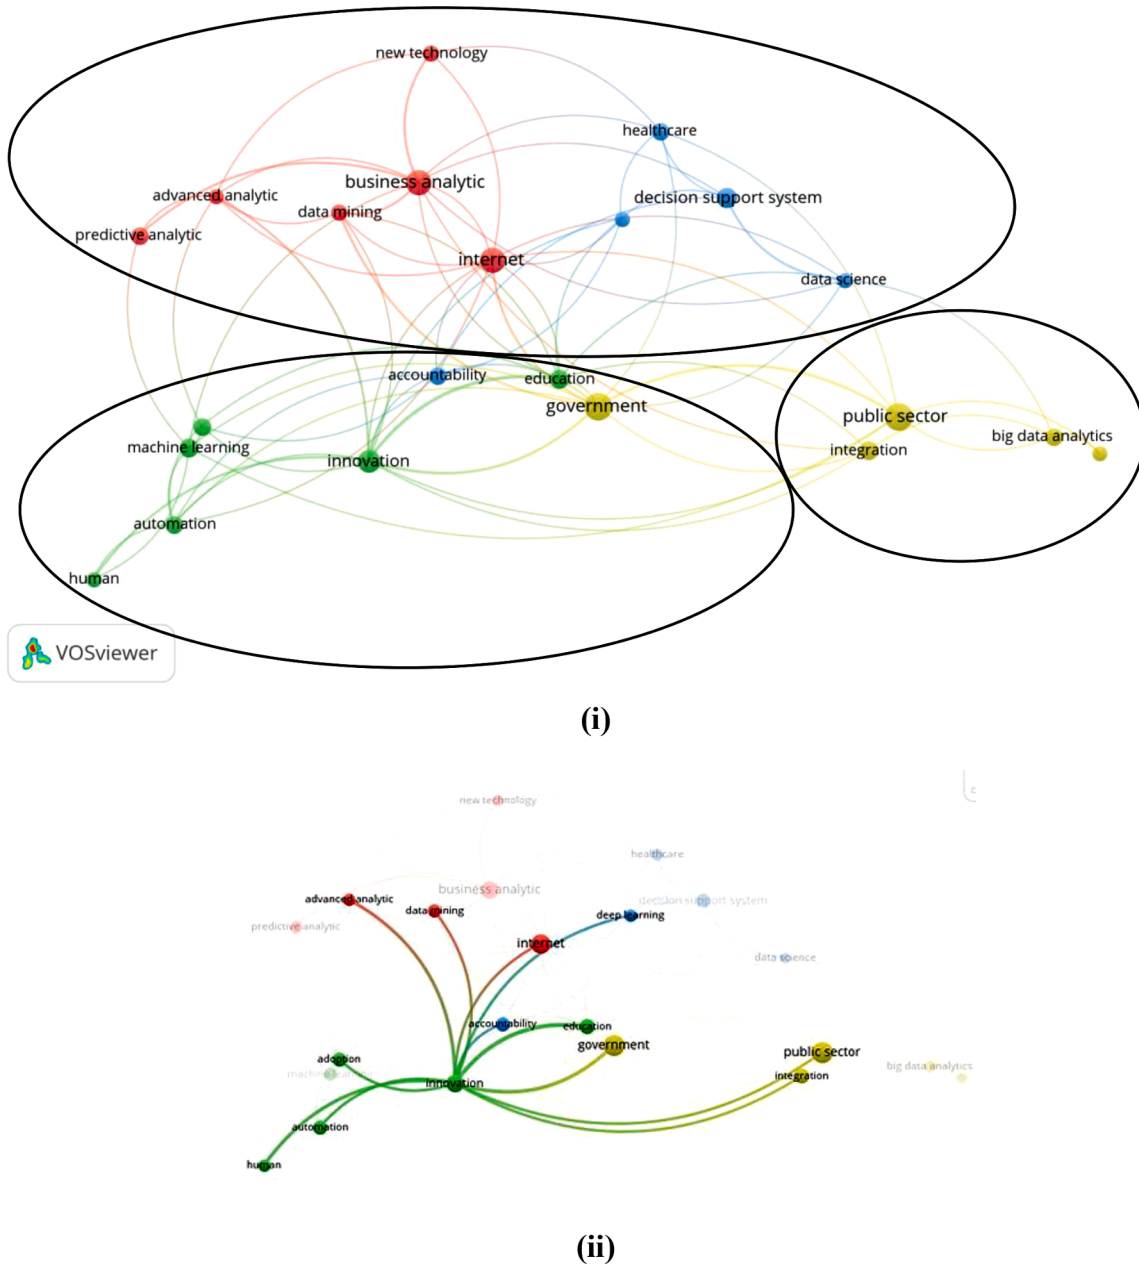 new technology
healthcare
business analytic
advanced analytic
decision support system
data mining
predictive analytic
internet
data science
accountability
education
government
public sector
big data analytics
machine learning
integration
innovation
automation
human
VOSviewer
(i)
new technology
healthcare
business analytic
advanced analytic
decision support system
data mining
deep learning
predictive analytic
internet
data science
accountability
education
government
public sector
adoption
big data analytics
machine learning
integration
innovation
automation
human
(ii)